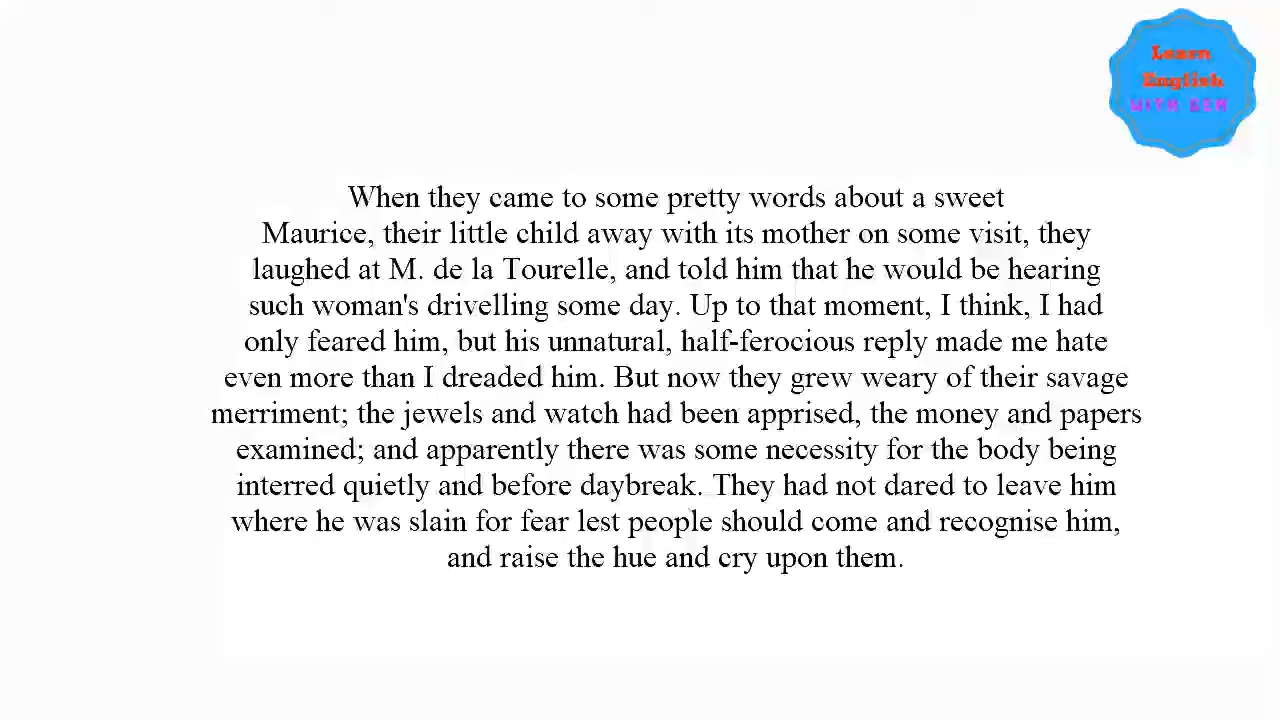 Learn
English
WITH BEN
When they came to some pretty words about a sweet
Maurice, their little child away with its mother on some visit, they
laughed at M. de la Tourelle, and told him that he would be hearing
such woman's drivelling some day. Up to that moment, I think, I had
only feared him, but his unnatural, half-ferocious reply made me hate
even more than I dreaded him. But now they grew weary of their savage
merriment; the jewels and watch had been apprised, the money and papers
examined; and apparently there was some necessity for the body being
interred quietly and before daybreak. They had not dared to leave him
where he was slain for fear lest people should come and recognise him,
and raise the hue and cry upon them.